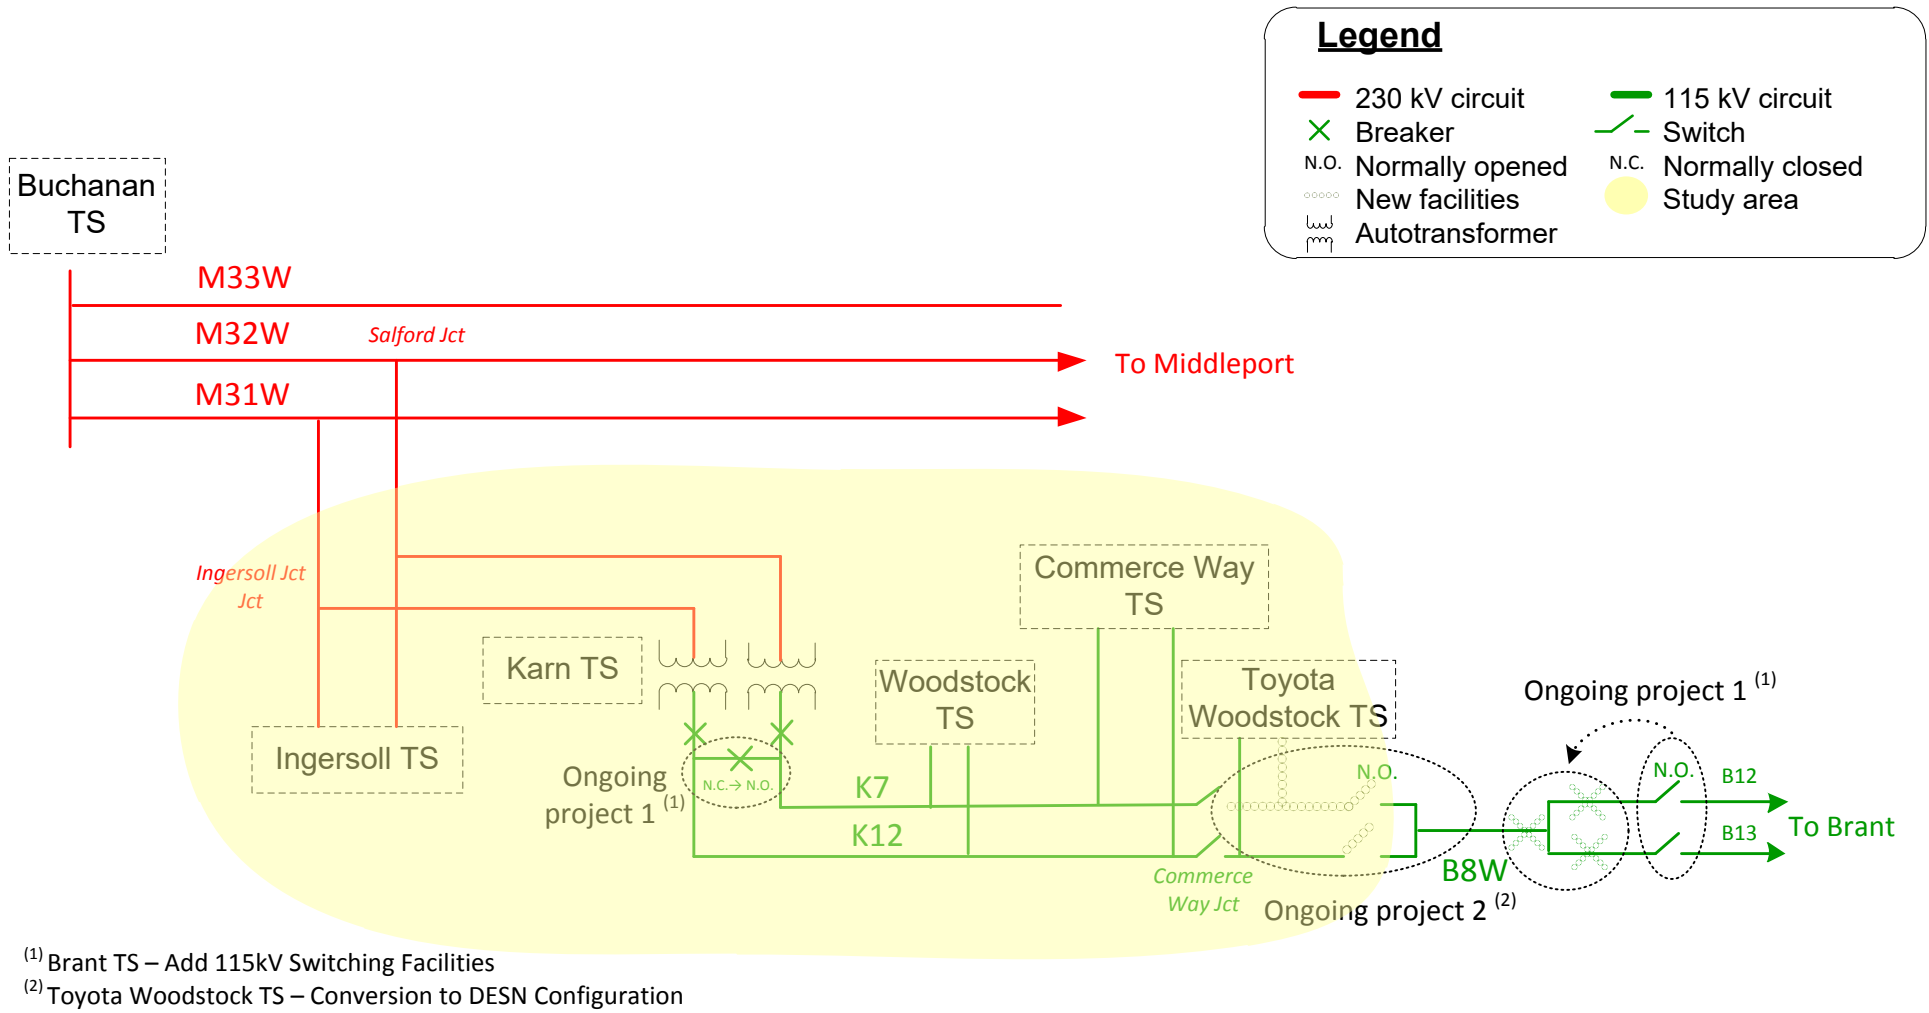 Legend
230 kV circuit
115 kV circuit
Breaker
Switch
N.O. Normally opened
N.C. Normally closed
New facilities
Study area
Autotransformer
Buchanan
TS
M33W
M32W
Salford Jct
To Middleport
M31W
Ingersoll Jct
Jct
Commerce Way
TS
Karn TS
Woodstock
TS
Toyota
Woodstock TS
Ongoing project 1 (1)
Ingersoll TS
Ongoing
project 1 (1)
N.C.→ N.O.
K7
K12
N.O.
N.O.
B12
To Brant
B13
B8W
Commerce
Way Jct
Ongoing project 2 (2)
(1) Brant TS – Add 115kV Switching Facilities
(2) Toyota Woodstock TS – Conversion to DESN Configuration